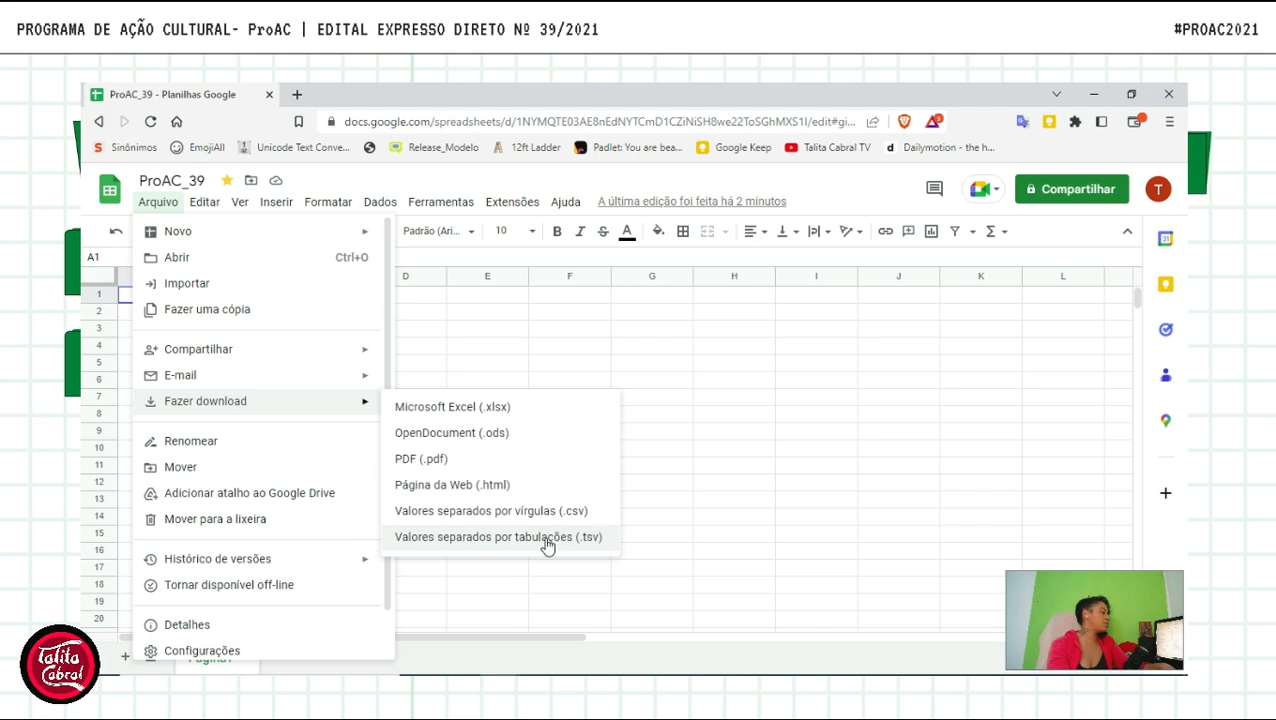 PROGRAMA DE AÇÃO CULTURAL- ProAC | EDITAL EXPRESSO DIRETO Nº 39/2021
#PROAC2021
ProAC_39 - Planilhas Google
docs.google.com/spreadsheets/d/1NYMQTE03AE8nEdNYTCmD1CZiNiSH8we22ToSGhMXS1I/edit#gi...
Sinônimos
EmojiAll
Unicode Text Conve...
Release_Modelo
12ft Ladder
Padlet: You are bea...
Google Keep
Talita Cabral TV
Dailymotion - the h...
ProAC_39
Compartilhar
T
Arquivo Editar Ver Inserir Formatar Dados Ferramentas Extensões Ajuda A última edição foi feita há 2 minutos
Padrão (Ari... 10 B I S A
A1
D E F G H I J K L
1
2
3
4
5
6
7
8
9
10
11
12
13
14
15
16
17
18
19
20
Novo
Abrir Ctrl+O
Importar
Fazer uma cópia
Compartilhar
E-mail
Fazer download
Renomear
Mover
Adicionar atalho ao Google Drive
Mover para a lixeira
Histórico de versões
Tornar disponível off-line
Detalhes
Configurações
Microsoft Excel (.xlsx)
OpenDocument (.ods)
PDF (.pdf)
Página da Web (.html)
Valores separados por vírgulas (.csv)
Valores separados por tabulações (.tsv)
Página1
Talita
Cabral
31